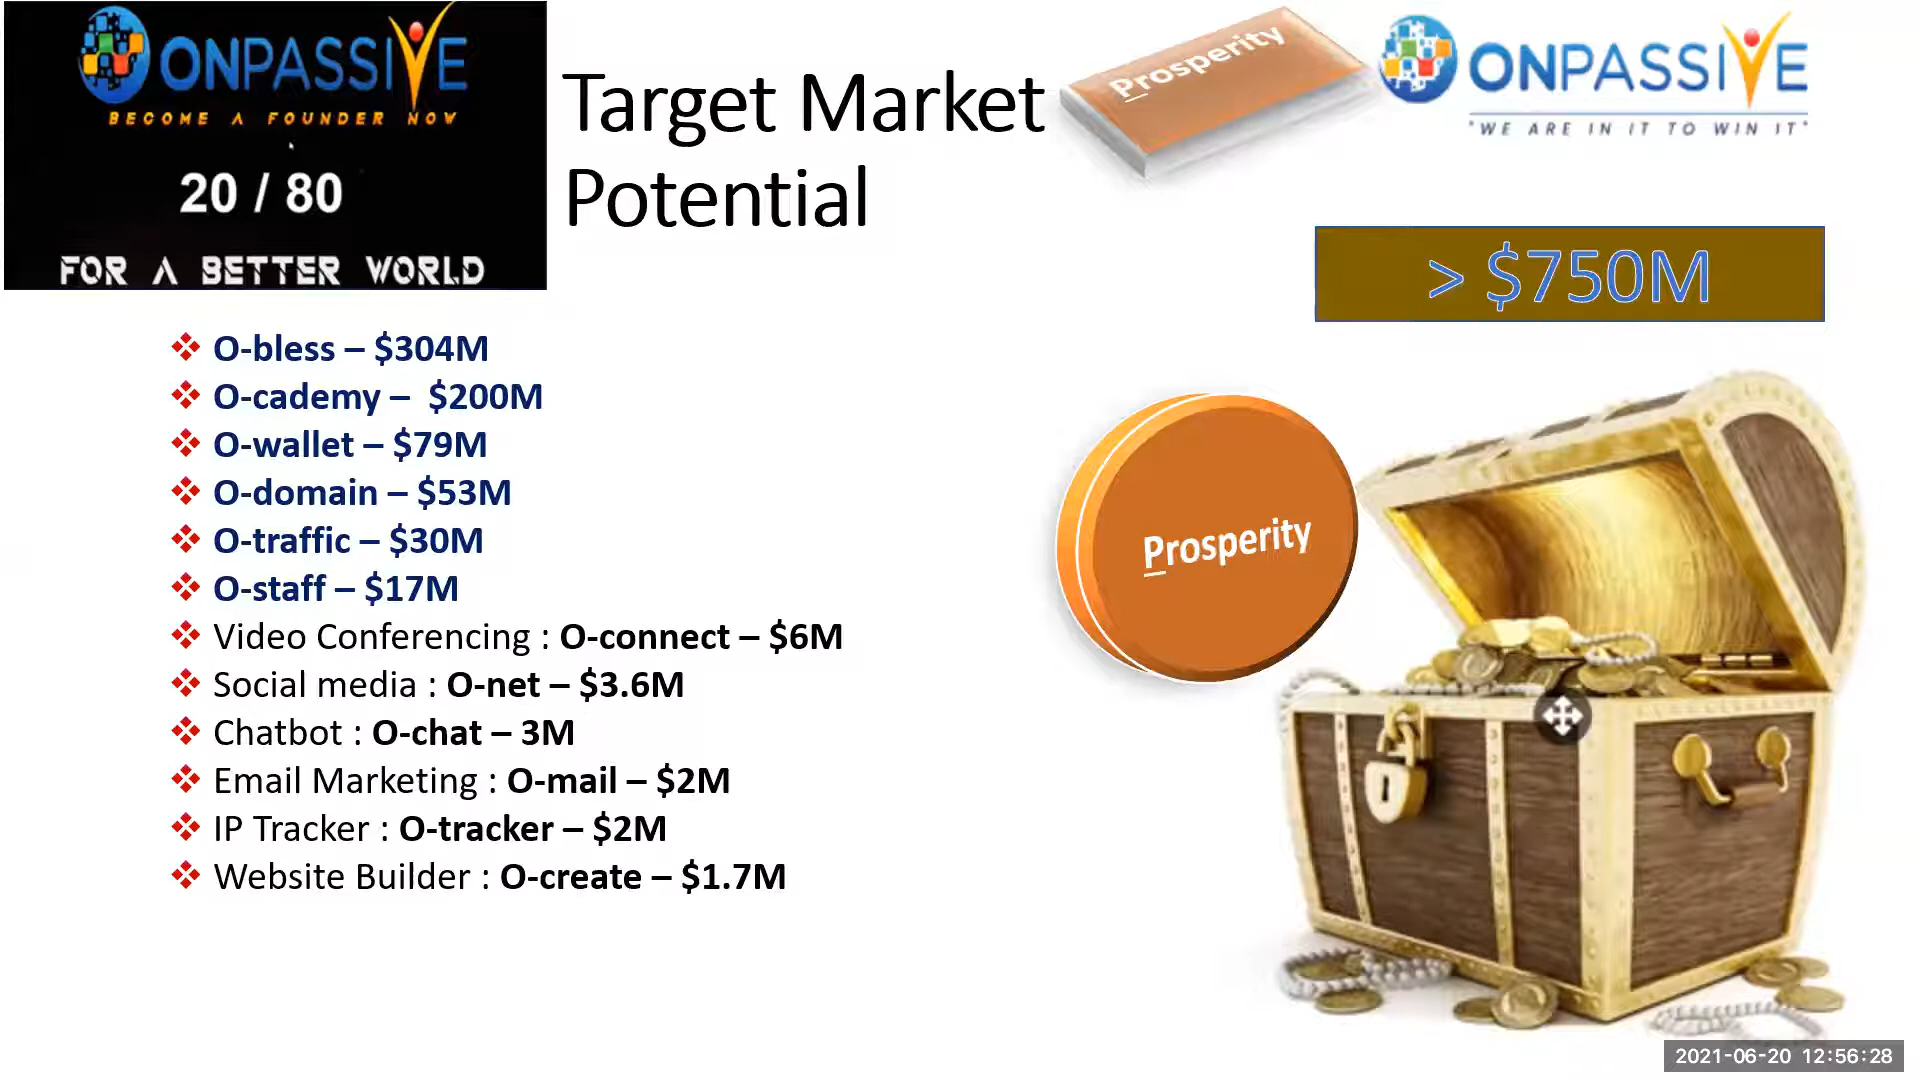 ONPASSIVE
BECOME A FOUNDER NOW
20 / 80
FOR A BETTER WORLD
Target Market
Potential
Prosperity
ONPASSIVE
"WE ARE IN IT TO WIN IT"
> $750M
O-bless – $304M
O-cademy – $200M
O-wallet – $79M
O-domain – $53M
O-traffic – $30M
O-staff – $17M
Video Conferencing : O-connect – $6M
Social media : O-net – $3.6M
Chatbot : O-chat – 3M
Email Marketing : O-mail – $2M
IP Tracker : O-tracker – $2M
Website Builder : O-create – $1.7M
Prosperity
2021-06-20 12:56:28